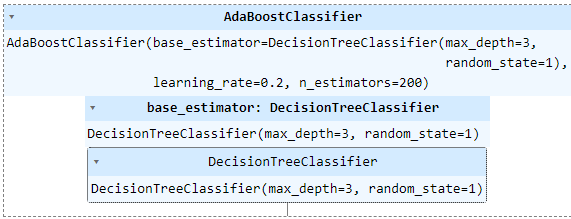 AdaBoostClassifier
AdaBoostClassifier(base_estimator=DecisionTreeClassifier(max_depth=3,
random_state=1),
learning_rate=0.2, n_estimators=200)
base_estimator: DecisionTreeClassifier
DecisionTreeClassifier(max_depth=3, random_state=1)
DecisionTreeClassifier
DecisionTreeClassifier(max_depth=3, random_state=1)